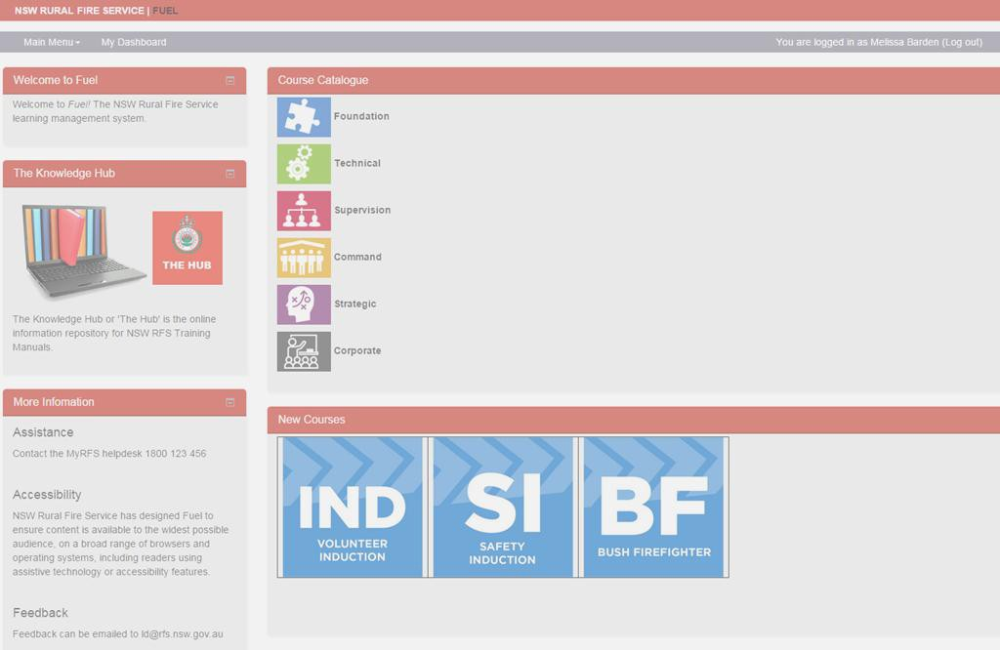 NSW RURAL FIRE SERVICE | FUEL
Main Menu
My Dashboard
You are logged in as Melissa Barden (Log out)
Welcome to Fuel
Welcome to Fuel! The NSW Rural Fire Service
learning management system.
The Knowledge Hub
THE HUB
The Knowledge Hub or 'The Hub' is the online
information repository for NSW RFS Training
Manuals.
More Infomation
Assistance
Contact the MyRFS helpdesk 1800 123 456
Accessibility
NSW Rural Fire Service has designed Fuel to
ensure content is available to the widest possible
audience, on a broad range of browsers and
operating systems, including readers using
assistive technology or accessibility features.
Feedback
Feedback can be emailed to ld@rfs.nsw.gov.au
Course Catalogue
Foundation
Technical
Supervision
Command
Strategic
Corporate
New Courses
IND
VOLUNTEER
INDUCTION
SI
SAFETY
INDUCTION
BF
BUSH FIREFIGHTER